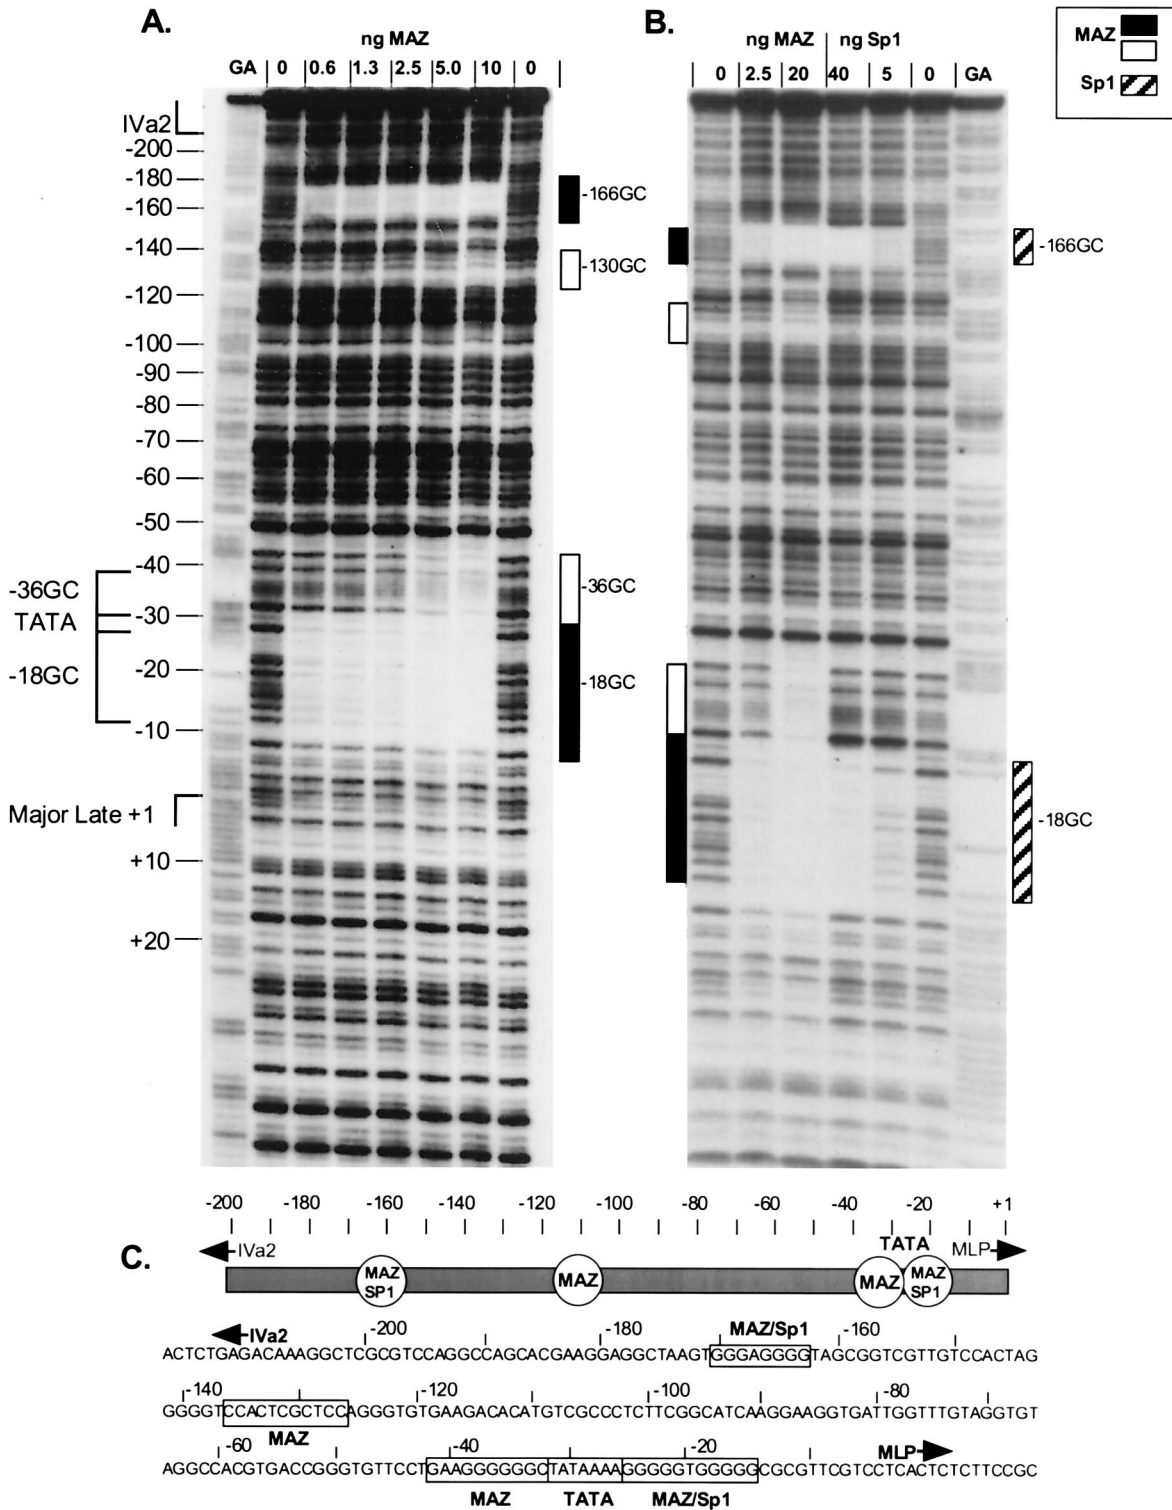 A.
ng MAZ
GA 0 0.6 1.3 2.5 5.0 10 0
IVa2
-200
-180
-160
-140
-120
-100
-90
-80
-70
-60
-50
-40
-36GC
-30
TATA
-20
-18GC
-10
Major Late +1
+10
+20
-166GC
-130GC
-36GC
-18GC
B.
ng MAZ ng Sp1
0 2.5 20 40 5 0 GA
-166GC
-18GC
MAZ
Sp1
C.
-200 -180 -160 -140 -120 -100 -80 -60 -40 -20 +1
IVa2 TATA MLP
MAZ SP1 MAZ MAZ MAZ SP1
IVa2 -200 -180 MAZ/Sp1 -160
ACTCTGAGACAAAGGCTCGCGTCCAGGCCAGCACGAAGGAGGCTAAGTGGGAGGGGTAGCGGTCGTTGTCCACTAG
-140 -120 -100 -80
GGGGTCCACTCGCTCCAGGGTGTGAAGACACATGTCGCCCTCTTCGGCATCAAGGAAGGTGATTGGTTTGTAGGTGT
MAZ
-60 -40 -20 MLP
AGGCCACGTGACCGGGTGTTCCTGAAGGGGGGCTATAAAAGGGGGTGGGGGCGCGTTCGTCCTCACTCTCTTCCGC
MAZ TATA MAZ/Sp1